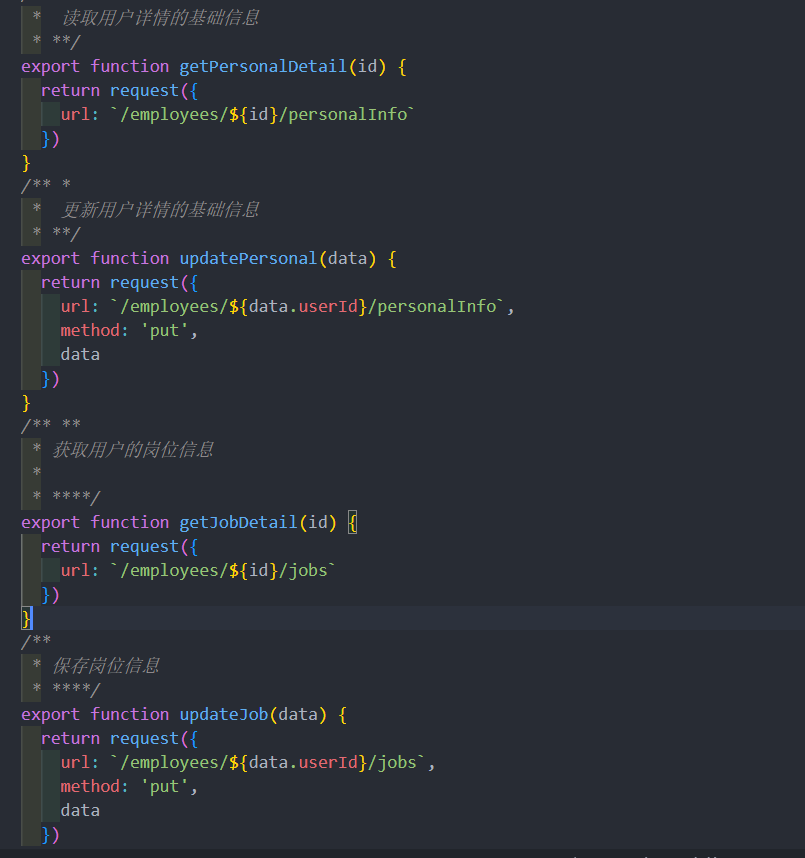 *  读取用户详情的基础信息
 * **/
export function getPersonalDetail(id) {
  return request({
    url: `/employees/${id}/personalInfo`
  })
}
/** *
 *  更新用户详情的基础信息
 * **/
export function updatePersonal(data) {
  return request({
    url: `/employees/${data.userId}/personalInfo`,
    method: 'put',
    data
  })
}
/** **
 * 获取用户的岗位信息
 *
 * ****/
export function getJobDetail(id) {
  return request({
    url: `/employees/${id}/jobs`
  })
}
/**
 * 保存岗位信息
 * ****/
export function updateJob(data) {
  return request({
    url: `/employees/${data.userId}/jobs`,
    method: 'put',
    data
  })